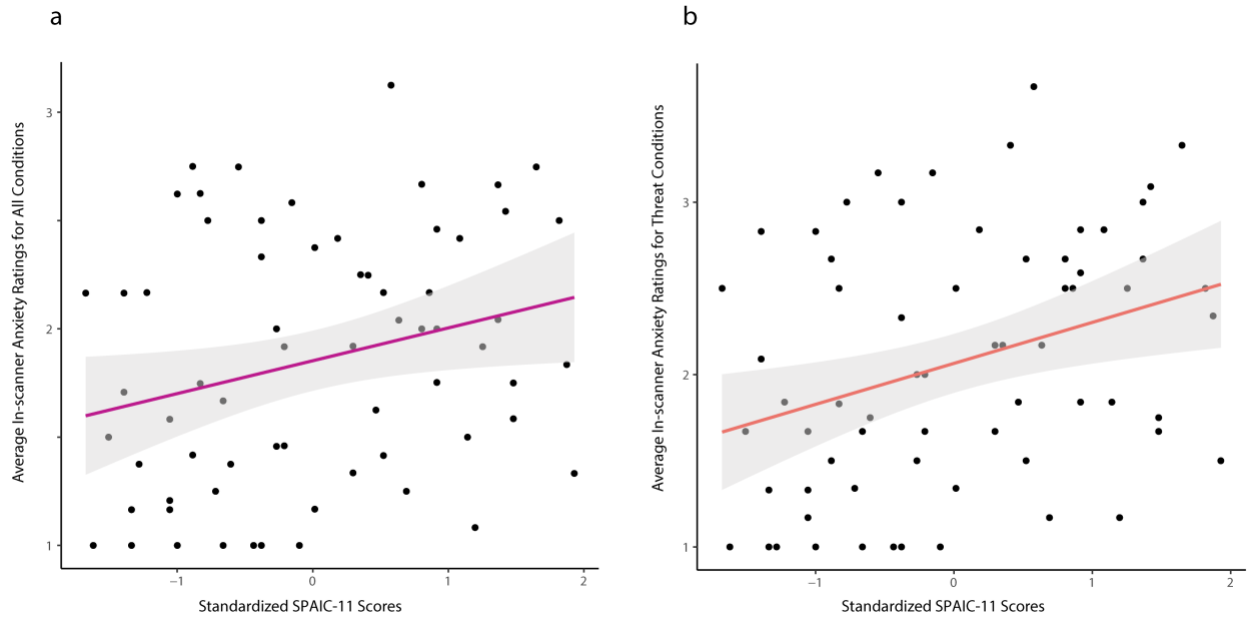 a
Average In-scanner Anxiety Ratings for All Conditions
3
2
1
−1
0
1
2
Standardized SPAIC-11 Scores
b
Average In-scanner Anxiety Ratings for Threat Conditions
3
2
1
−1
0
1
2
Standardized SPAIC-11 Scores